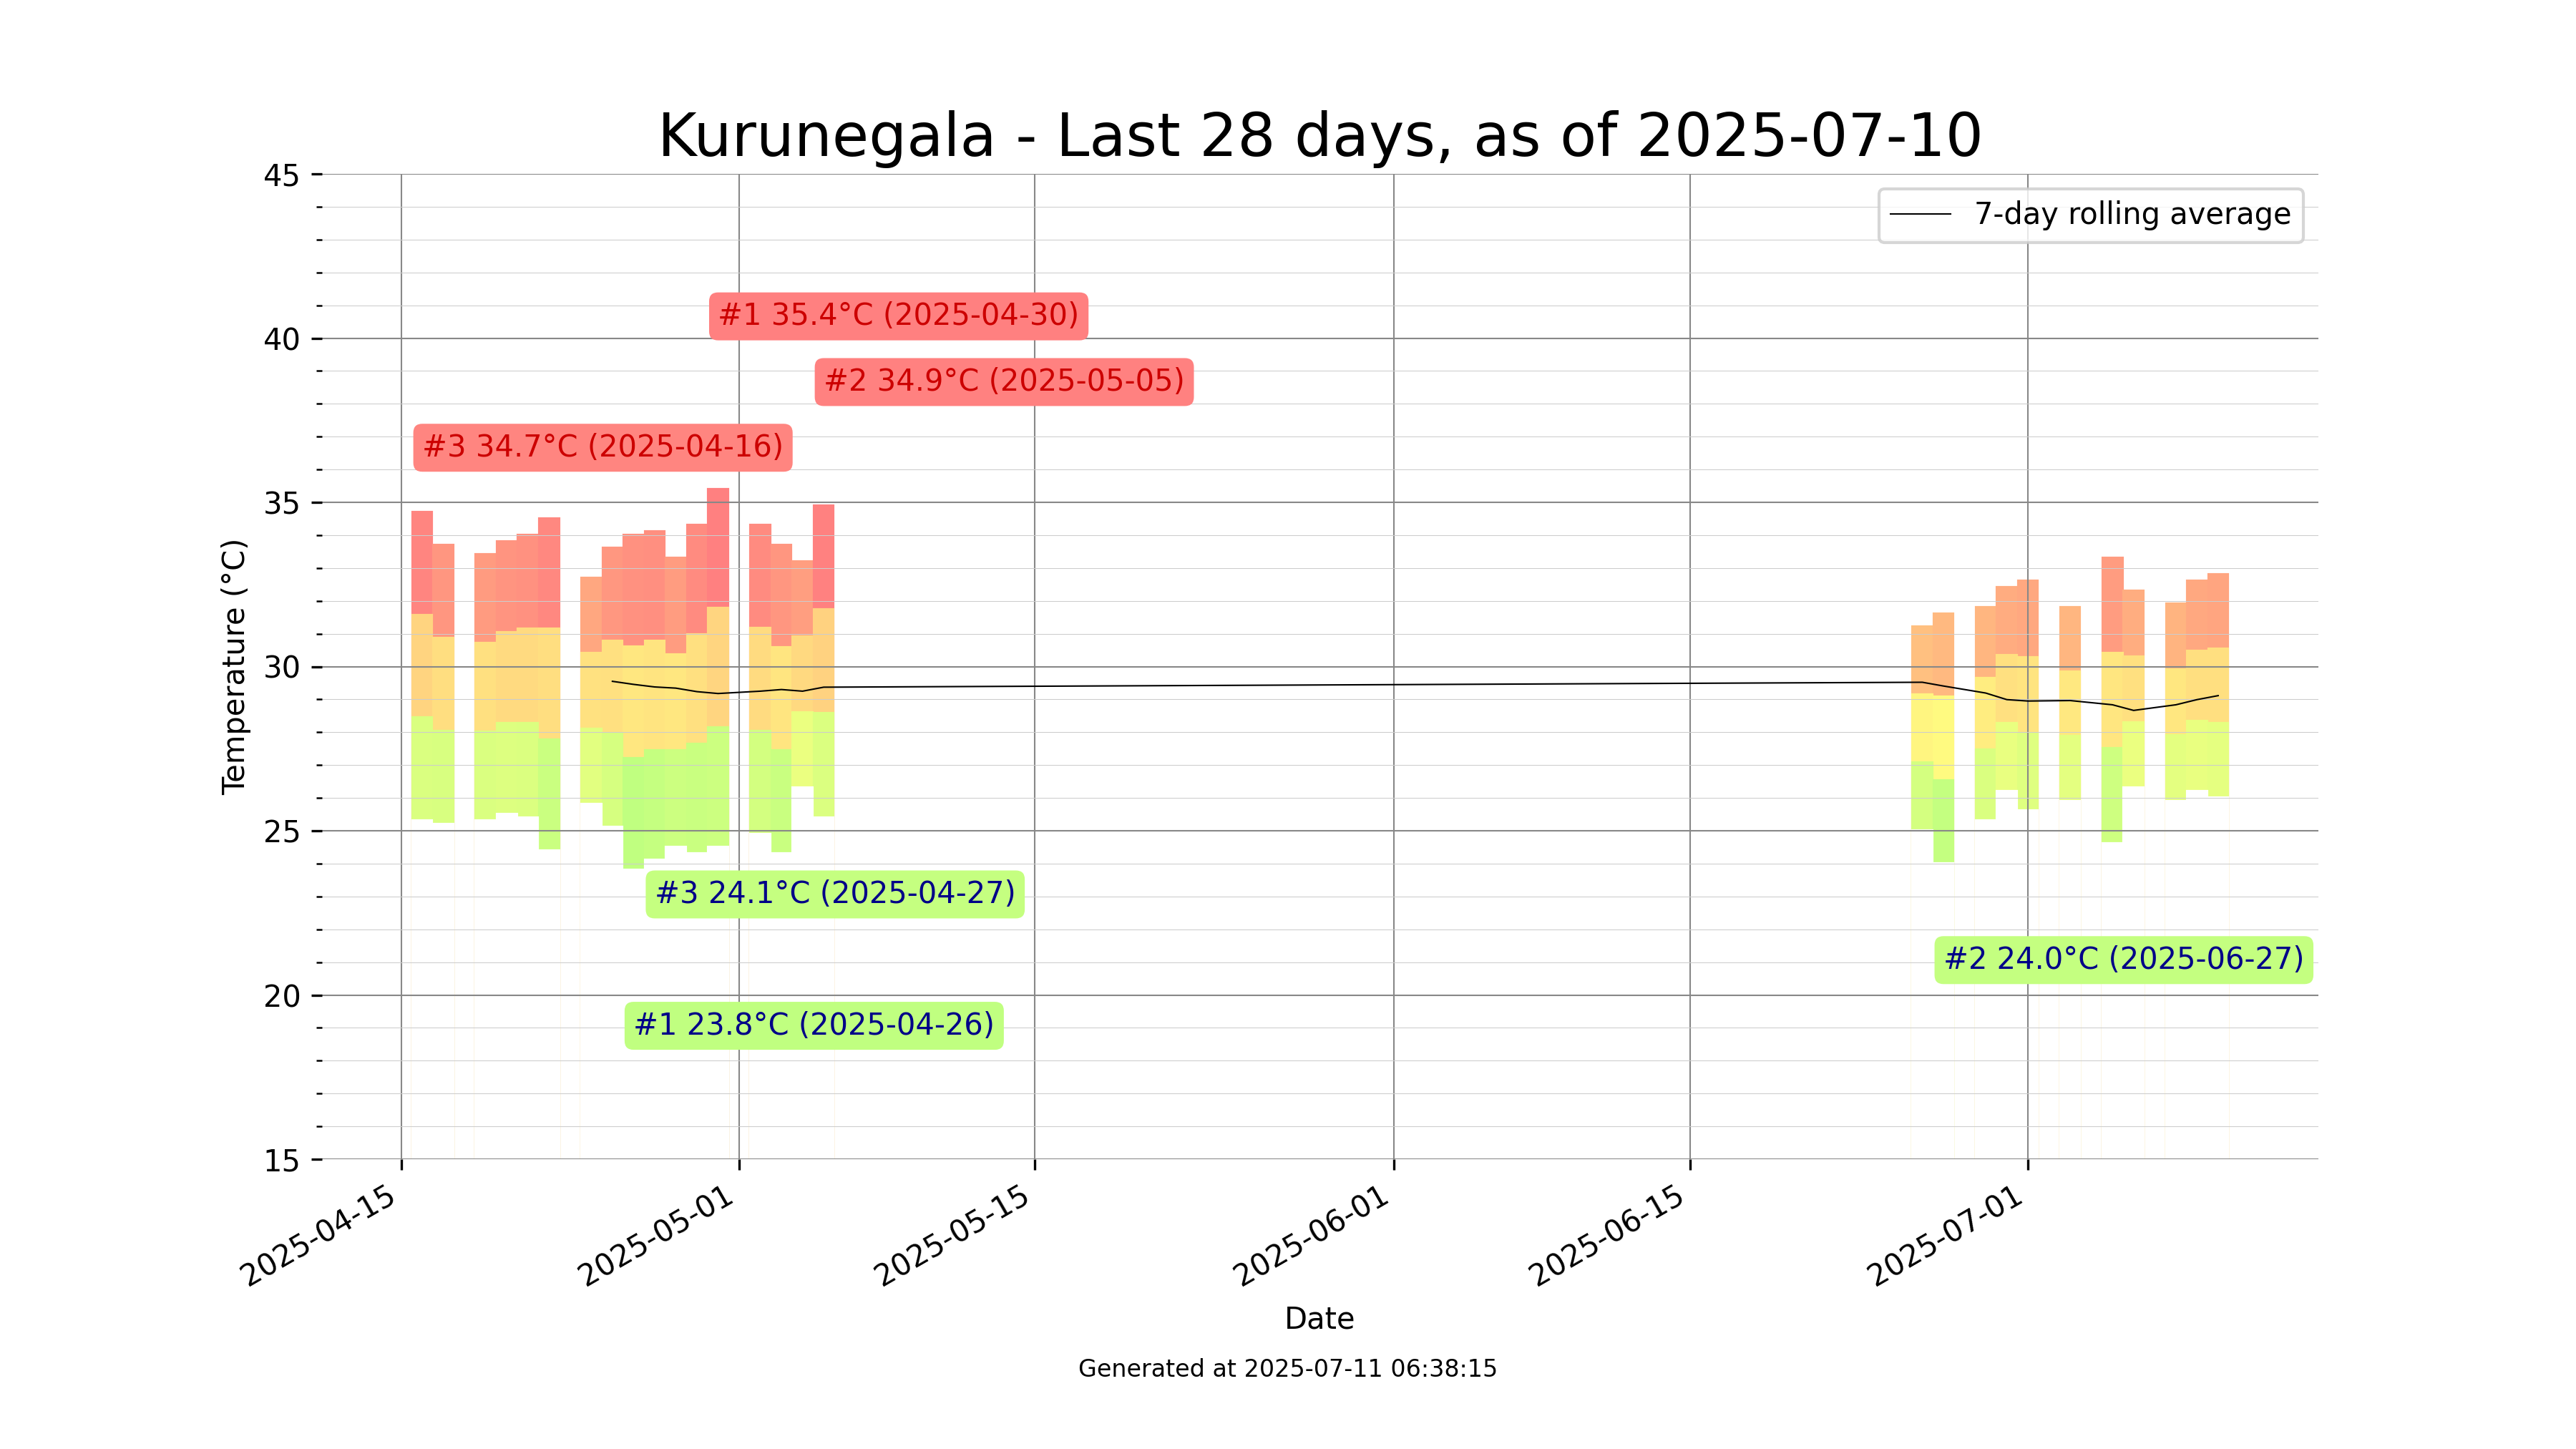 Kurunegala - Last 28 days, as of 2025-07-10
45
7-day rolling average
#1 35.4°C (2025-04-30)
40
#2 34.9°C (2025-05-05)
#3 34.7°C (2025-04-16)
35
Temperature (°C)
30
25
#3 24.1°C (2025-04-27)
#2 24.0°C (2025-06-27)
20
#1 23.8°C (2025-04-26)
15
2025-04-15
2025-05-01
2025-05-15
2025-06-01
2025-06-15
2025-07-01
Date
Generated at 2025-07-11 06:38:15